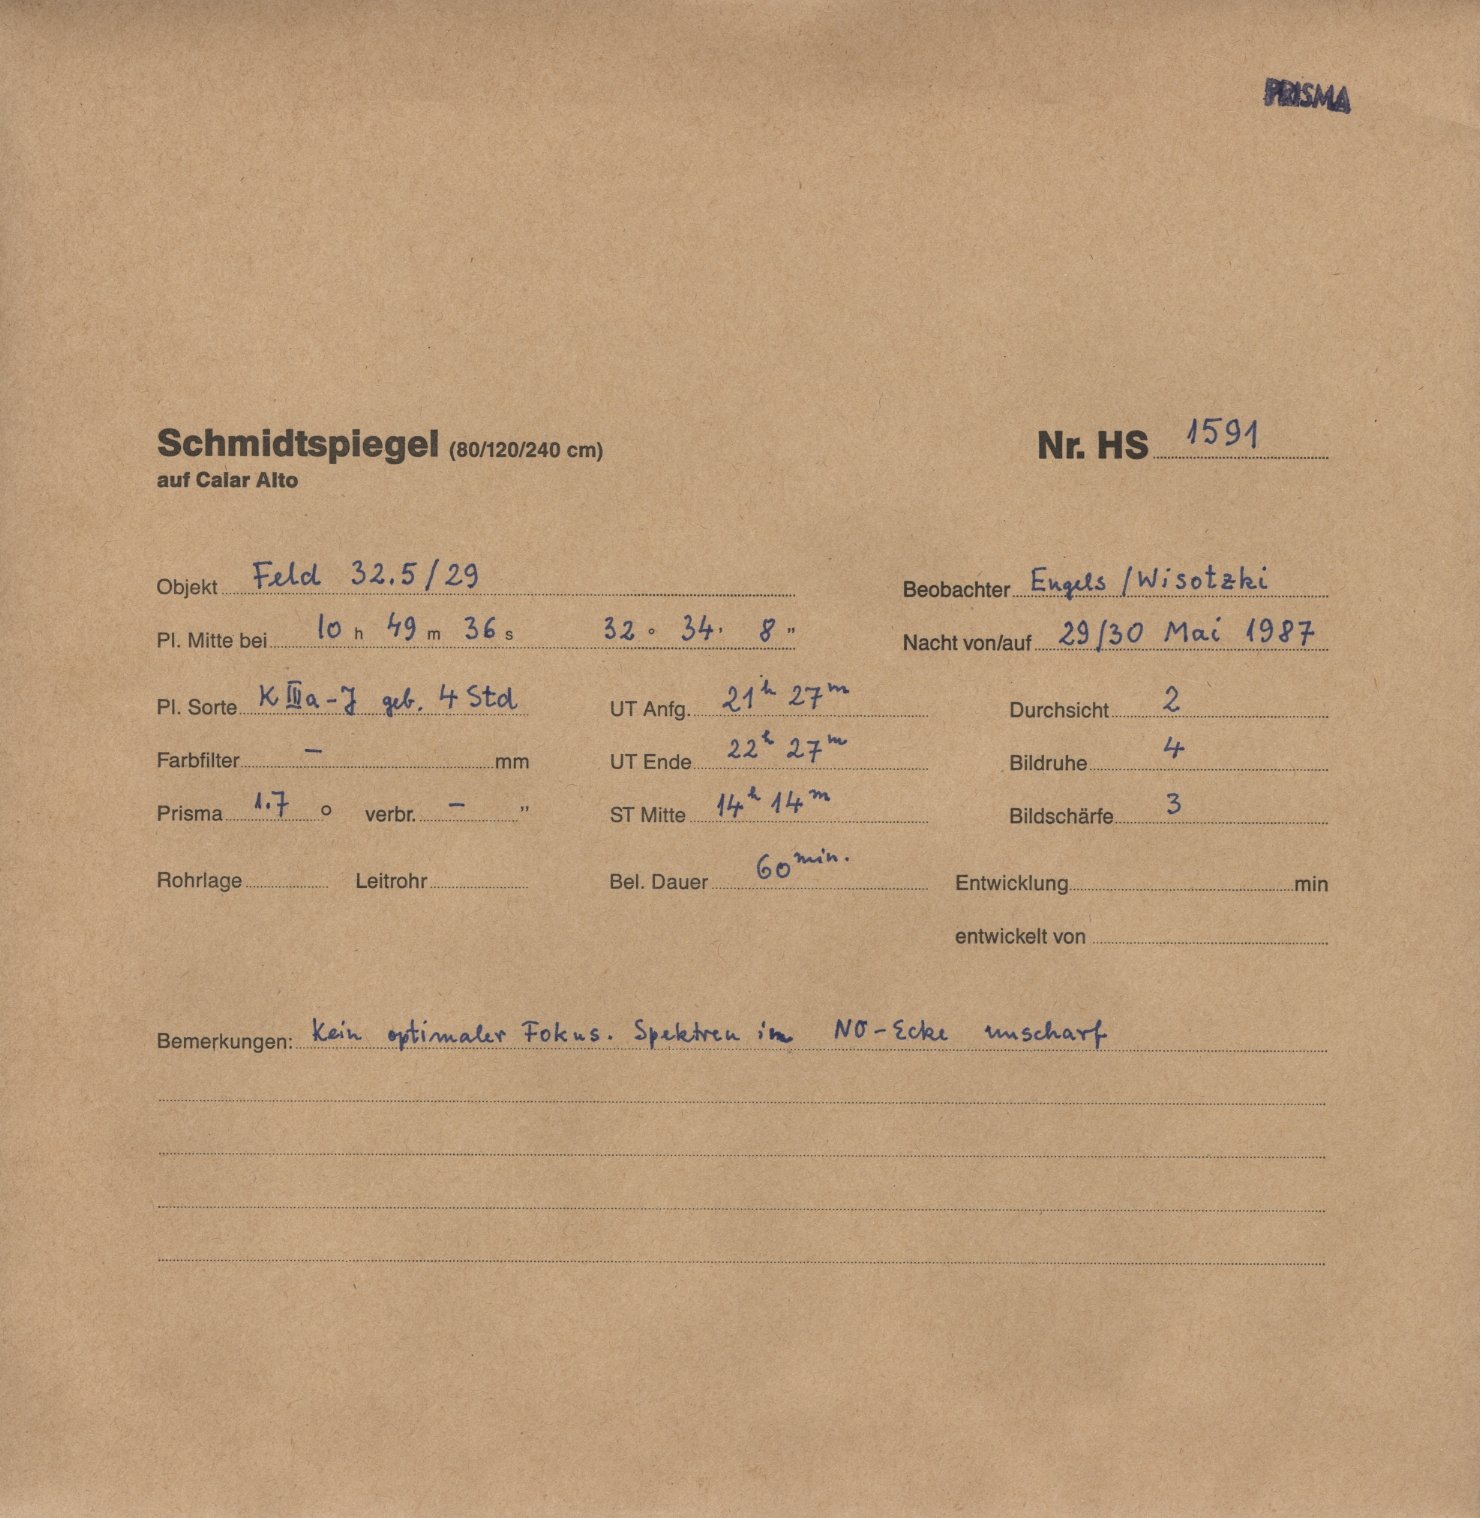 PRISMA
Schmidtspiegel (80/120/240 cm) Nr. HS 1591
auf Calar Alto
Objekt Feld 32.5/29 Beobachter Engels/Wisotzki
Pl. Mitte bei 10 h 49 m 36 s 32 ° 34 ' 8 " Nacht von/auf 29/30 Mai 1987
Pl. Sorte K IIIa-J geb. 4 Std UT Anfg. 21h 27m Durchsicht 2
Farbfilter – mm UT Ende 22h 27m Bildruhe 4
Prisma 1.7 ° verbr. – " ST Mitte 14h 14m Bildschärfe 3
Rohrlage Leitrohr Bel. Dauer 60 min. Entwicklung min
entwickelt von
Bemerkungen: Kein optimaler Fokus. Spektren in NO-Ecke unscharf